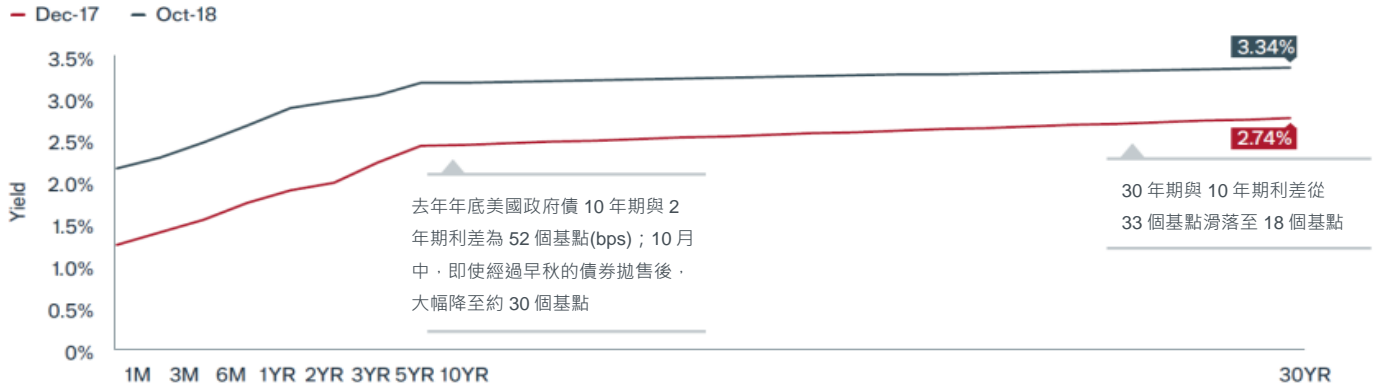 Dec-17 Oct-18
3.5%
3.0%
2.5%
2.0%
1.5%
1.0%
0.5%
0%
Yield
3.34%
2.74%
去年年底美國政府債 10 年期與 2
年期利差為 52 個基點(bps)；10 月
中，即使經過早秋的債券拋售後，
大幅降至約 30 個基點
30 年期與 10 年期利差從
33 個基點滑落至 18 個基點
1M 3M 6M 1YR 2YR 3YR 5YR 10YR 30YR